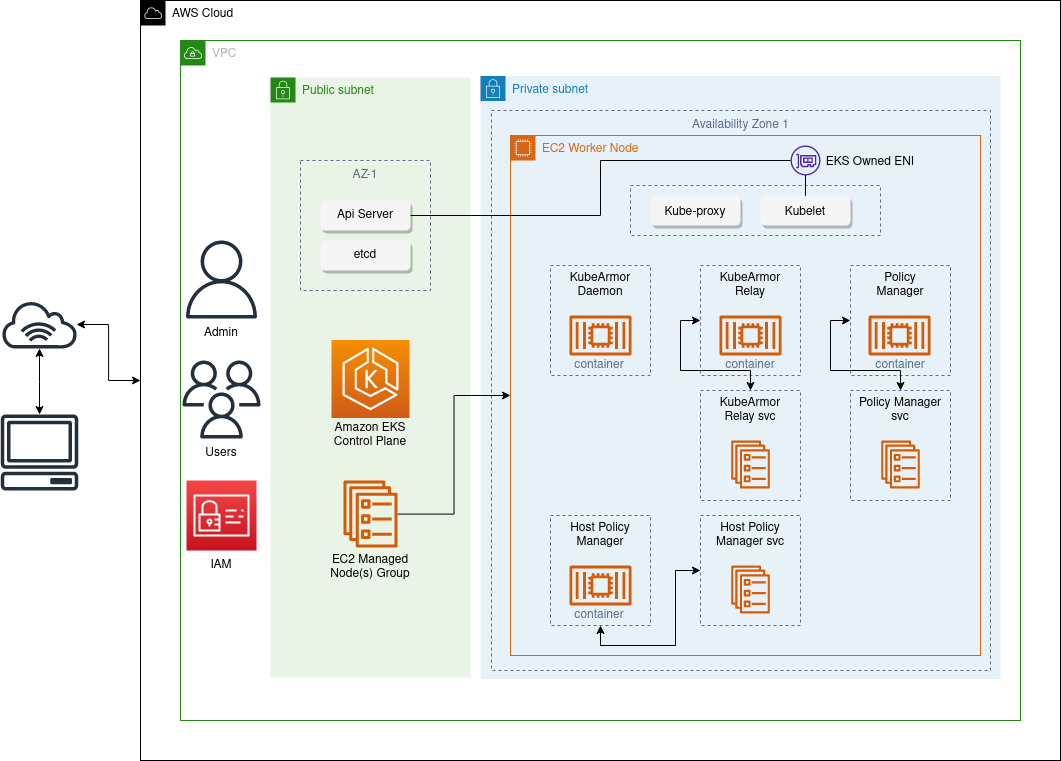 AWS Cloud
VPC
Public subnet
Private subnet
Availability Zone 1
EC2 Worker Node
EKS Owned ENI
AZ-1
Api Server
etcd
Kube-proxy
Kubelet
Admin
Users
IAM
Amazon EKS
Control Plane
EC2 Managed
Node(s) Group
KubeArmor
Daemon
container
KubeArmor
Relay
container
Policy
Manager
container
KubeArmor
Relay svc
Policy Manager
svc
Host Policy
Manager
container
Host Policy
Manager svc